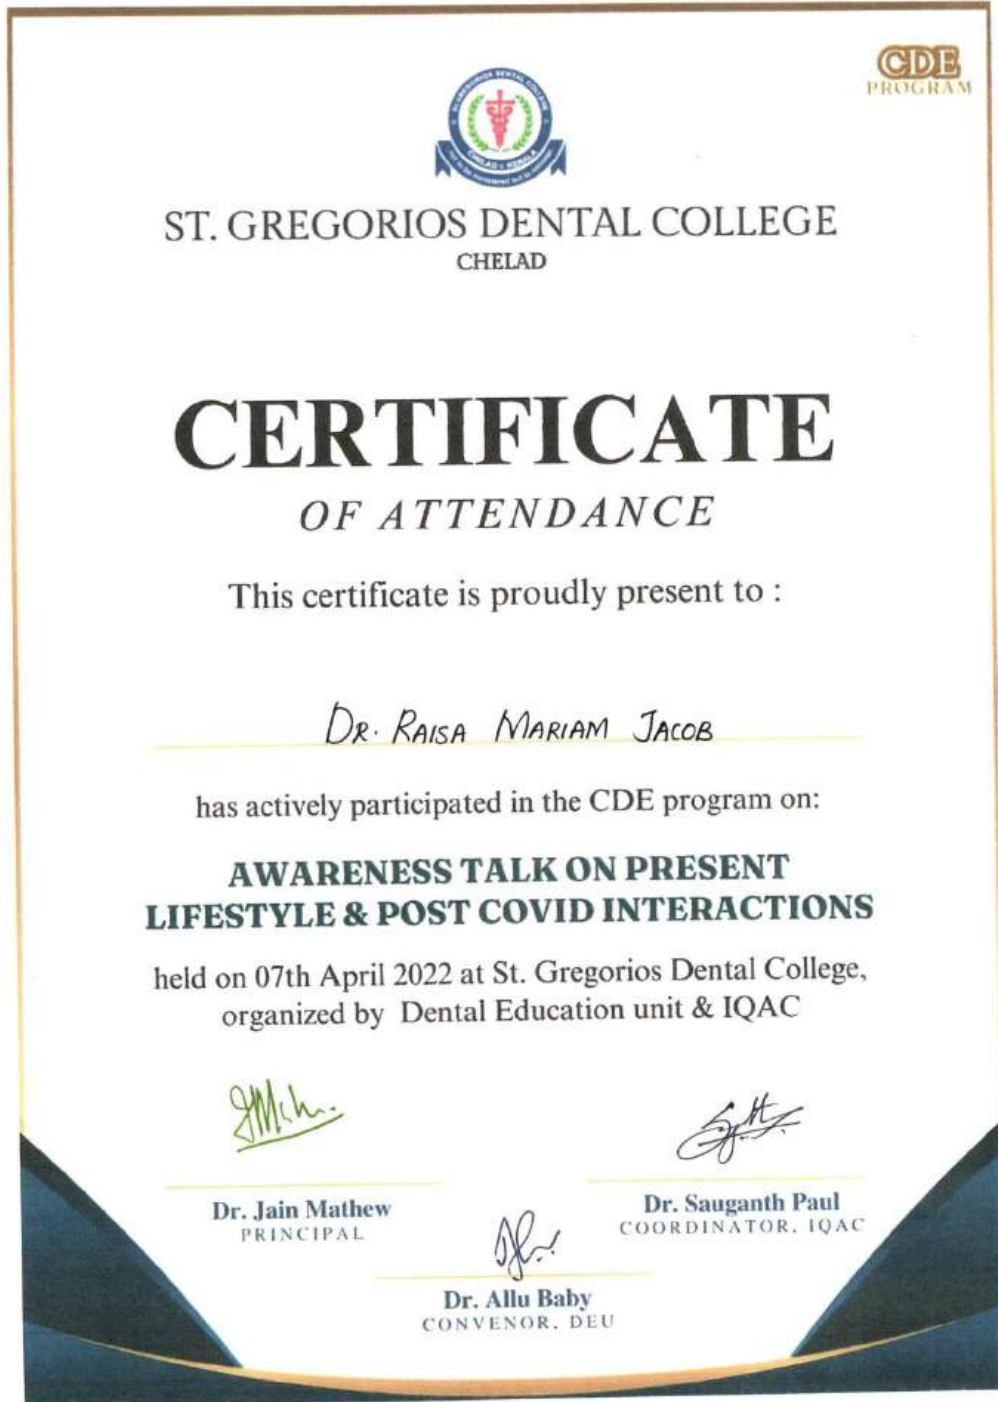 CDE
PROGRAM
ST. GREGORIOS DENTAL COLLEGE
CHELAD
CERTIFICATE
OF ATTENDANCE
This certificate is proudly present to :
DR. RAISA MARIAM JACOB
has actively participated in the CDE program on:
AWARENESS TALK ON PRESENT
LIFESTYLE & POST COVID INTERACTIONS
held on 07th April 2022 at St. Gregorios Dental College,
organized by Dental Education unit & IQAC
Dr. Jain Mathew
PRINCIPAL
Dr. Sauganth Paul
COORDINATOR, IQAC
Dr. Allu Baby
CONVENOR, DEU